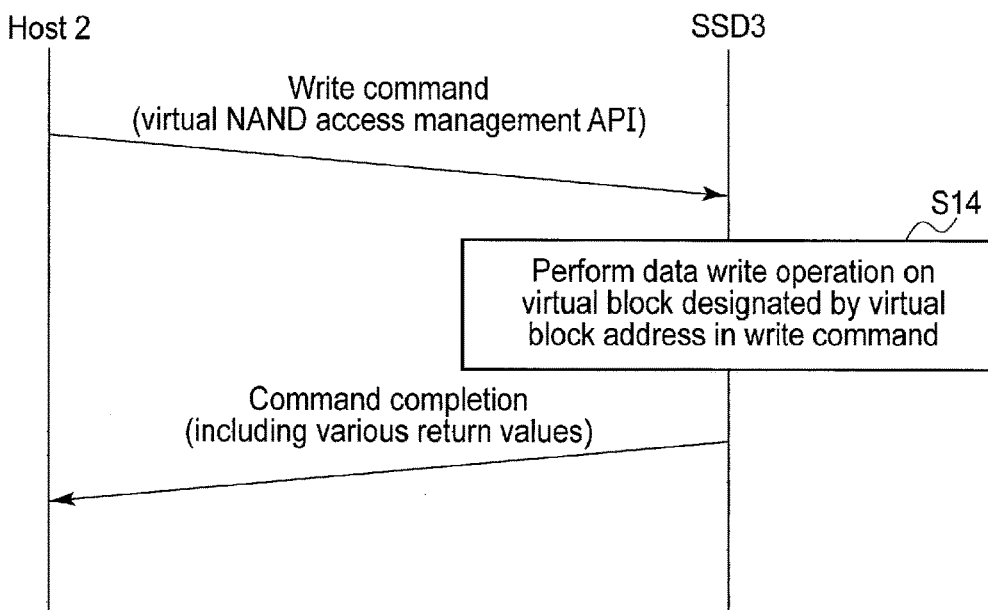 Host 2
SSD3
Write command
(virtual NAND access management API)
S14
Perform data write operation on
virtual block designated by virtual
block address in write command
Command completion
(including various return values)